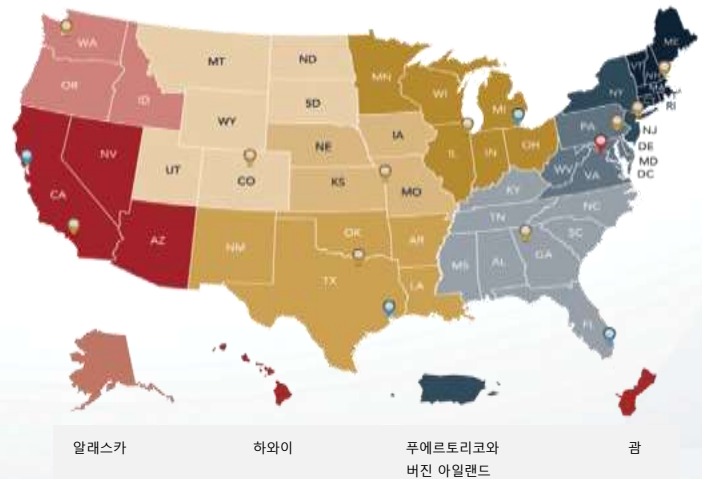 WA
OR
ID
MT
ND
SD
WY
NE
IA
UT
CO
KS
MO
CA
NV
AZ
NM
OK
AR
TX
LA
MN
WI
MI
IL
IN
OH
KY
TN
MS
AL
GA
FL
NC
SC
VA
WV
PA
NY
VT
NH
ME
RI
NJ
DE
MD
DC
알래스카
하와이
푸에르토리코와
버진 아일랜드
괌